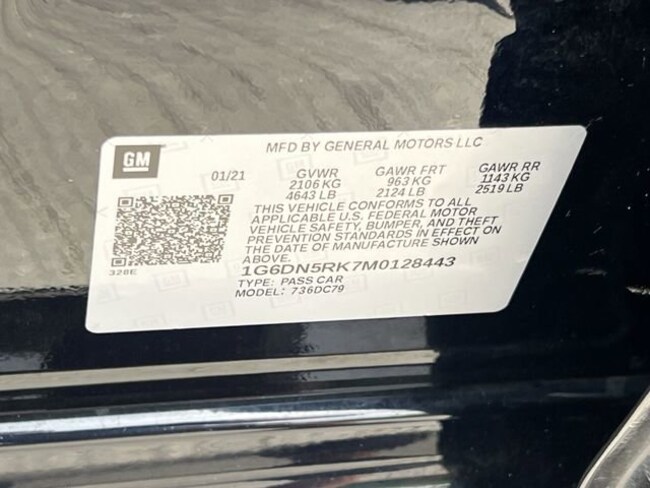 GM
MFD BY GENERAL MOTORS LLC
01/21 GVWR GAWR FRT GAWR RR
2106 KG 963 KG 1143 KG
4643 LB 2124 LB 2519 LB
THIS VEHICLE CONFORMS TO ALL
APPLICABLE U.S. FEDERAL MOTOR
VEHICLE SAFETY, BUMPER, AND THEFT
PREVENTION STANDARDS IN EFFECT ON
THE DATE OF MANUFACTURE SHOWN
ABOVE.
1G6DN5RK7M0128443
328E
TYPE: PASS CAR
MODEL: 736DC79